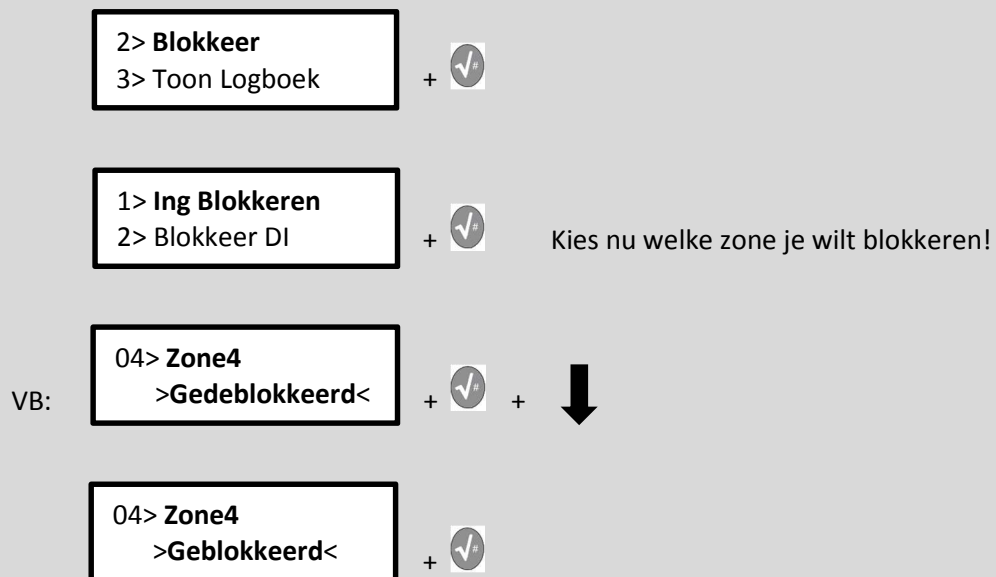 2> Blokkeer
3> Toon Logboek
+ √#
1> Ing Blokkeren
2> Blokkeer DI
+ √# Kies nu welke zone je wilt blokkeren!
04> Zone4
VB: >Gedeblokkeerd< + √# +
04> Zone4
>Geblokkeerd<
+ √#